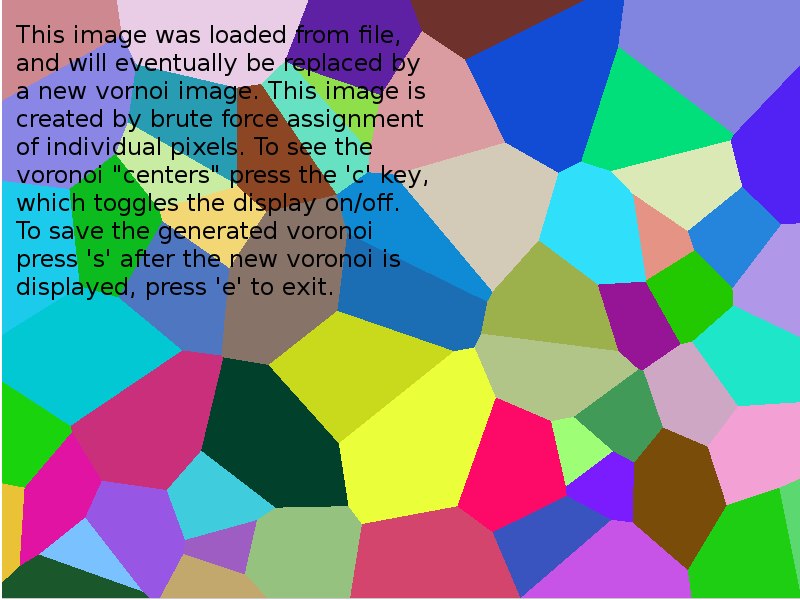 This image was loaded from file,
and will eventually be replaced by
a new vornoi image. This image is
created by brute force assignment
of individual pixels. To see the
voronoi "centers" press the 'c' key,
which toggles the display on/off.
To save the generated voronoi
press 's' after the new voronoi is
displayed, press 'e' to exit.